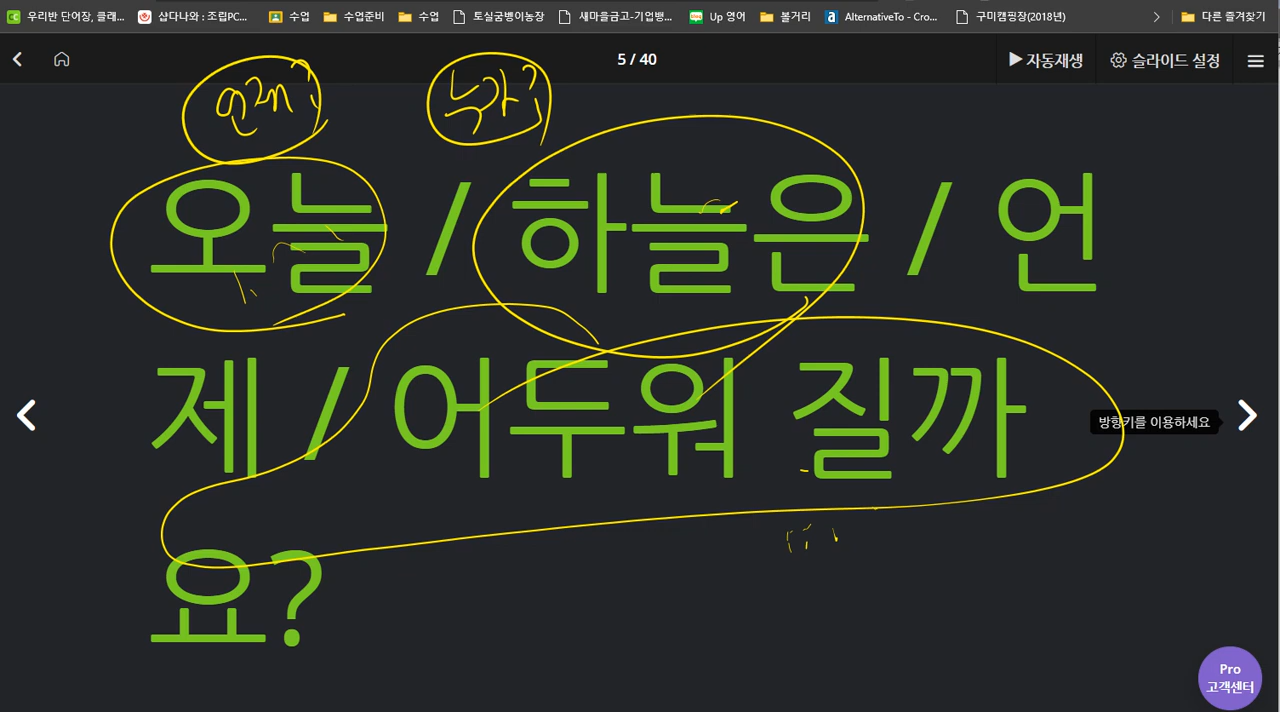 우리반 단어장, 클래... 샵다나와 : 조립PC... 수업 수업준비 수업 토실굼벵이농장 새마을금고-기업뱅... Up 영어 볼거리 AlternativeTo - Cro... 구미캠핑장(2018년) 다른 즐겨찾기
5 / 40 자동재생 슬라이드 설정
언제? 누가?
오늘 / 하늘은 / 언
제 / 어두워 질까
방향키를 이용하세요
요?
Pro
고객센터